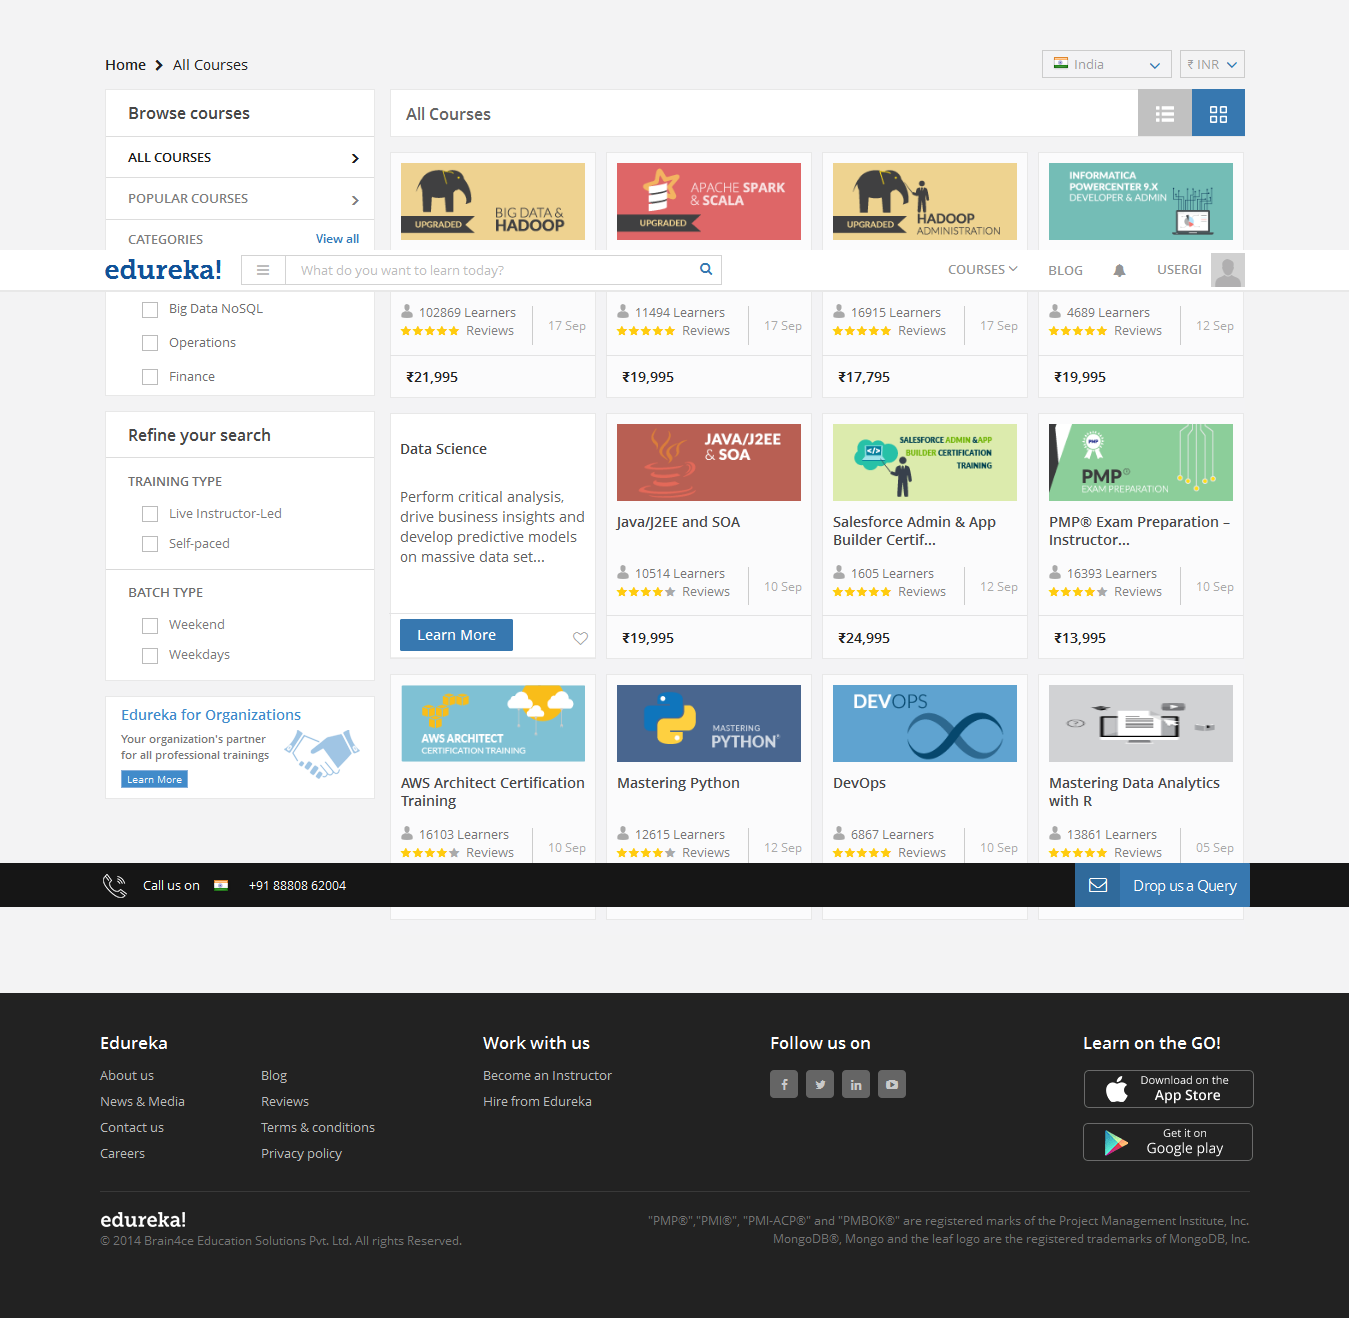 Home
All Courses
India
₹ INR
Browse courses
ALL COURSES
POPULAR COURSES
CATEGORIES
View all
All Courses
UPGRADED
BIG DATA &
HADOOP
APACHE SPARK
& SCALA
UPGRADED
UPGRADED
HADOOP
ADMINISTRATION
INFORMATICA
POWERCENTER 9.X
DEVELOPER & ADMIN
edureka!
What do you want to learn today?
COURSES
BLOG
USERGI
Big Data NoSQL
Operations
Finance
102869 Learners
Reviews
17 Sep
₹21,995
11494 Learners
Reviews
17 Sep
₹19,995
16915 Learners
Reviews
17 Sep
₹17,795
4689 Learners
Reviews
12 Sep
₹19,995
Refine your search
TRAINING TYPE
Live Instructor-Led
Self-paced
BATCH TYPE
Weekend
Weekdays
Data Science
Perform critical analysis,
drive business insights and
develop predictive models
on massive data set...
Learn More
JAVA/J2EE
& SOA
Java/J2EE and SOA
10514 Learners
Reviews
10 Sep
₹19,995
SALESFORCE ADMIN &APP
BUILDER CERTIFICATION
TRAINING
Salesforce Admin & App
Builder Certif...
1605 Learners
Reviews
12 Sep
₹24,995
PMP
PMP®
EXAM PREPARATION
PMP® Exam Preparation –
Instructor...
16393 Learners
Reviews
10 Sep
₹13,995
Edureka for Organizations
Your organization's partner
for all professional trainings
Learn More
AWS ARCHITECT
CERTIFICATION TRAINING
AWS Architect Certification
Training
16103 Learners
Reviews
10 Sep
MASTERING
PYTHON®
Mastering Python
12615 Learners
Reviews
12 Sep
DEVOPS
DevOps
6867 Learners
Reviews
10 Sep
Mastering Data Analytics
with R
13861 Learners
Reviews
05 Sep
Call us on
+91 88808 62004
Drop us a Query
Edureka
About us
News & Media
Contact us
Careers
Blog
Reviews
Terms & conditions
Privacy policy
Work with us
Become an Instructor
Hire from Edureka
Follow us on
Learn on the GO!
Download on the
App Store
Get it on
Google play
edureka!
© 2014 Brain4ce Education Solutions Pvt. Ltd. All rights Reserved.
"PMP®","PMI®", "PMI-ACP®" and "PMBOK®" are registered marks of the Project Management Institute, Inc.
MongoDB®, Mongo and the leaf logo are the registered trademarks of MongoDB, Inc.